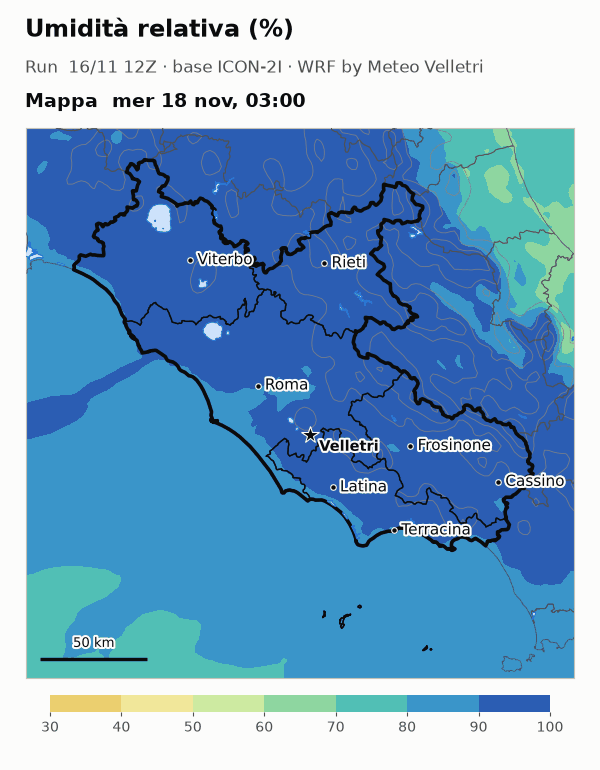 Umidità relativa (%)
Run  16/11 12Z · base ICON-2I · WRF by Meteo Velletri
Mappa  mer 18 nov, 03:00
Viterbo
Rieti
Roma
Velletri
Frosinone
Cassino
Latina
Terracina
50 km
30 40 50 60 70 80 90 100